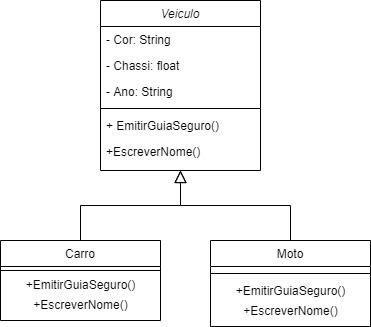 Veiculo
- Cor: String
- Chassi: float
- Ano: String
+ EmitirGuiaSeguro()
+EscreverNome()
Carro
+EmitirGuiaSeguro()
+EscreverNome()
Moto
+EmitirGuiaSeguro()
+EscreverNome()